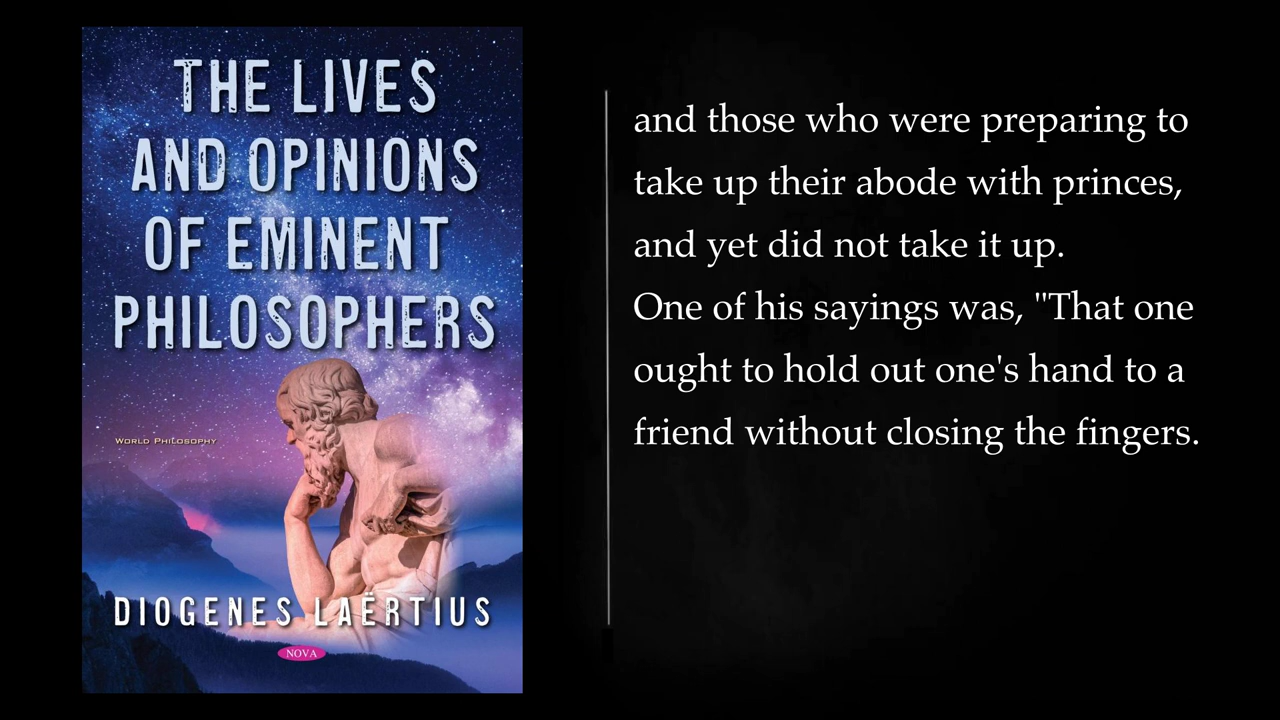 THE LIVES
AND OPINIONS
OF EMINENT
PHILOSOPHERS
WORLD PHILOSOPHY
DIOGENES LAËRTIUS
NOVA
and those who were preparing to
take up their abode with princes,
and yet did not take it up.
One of his sayings was, "That one
ought to hold out one's hand to a
friend without closing the fingers.